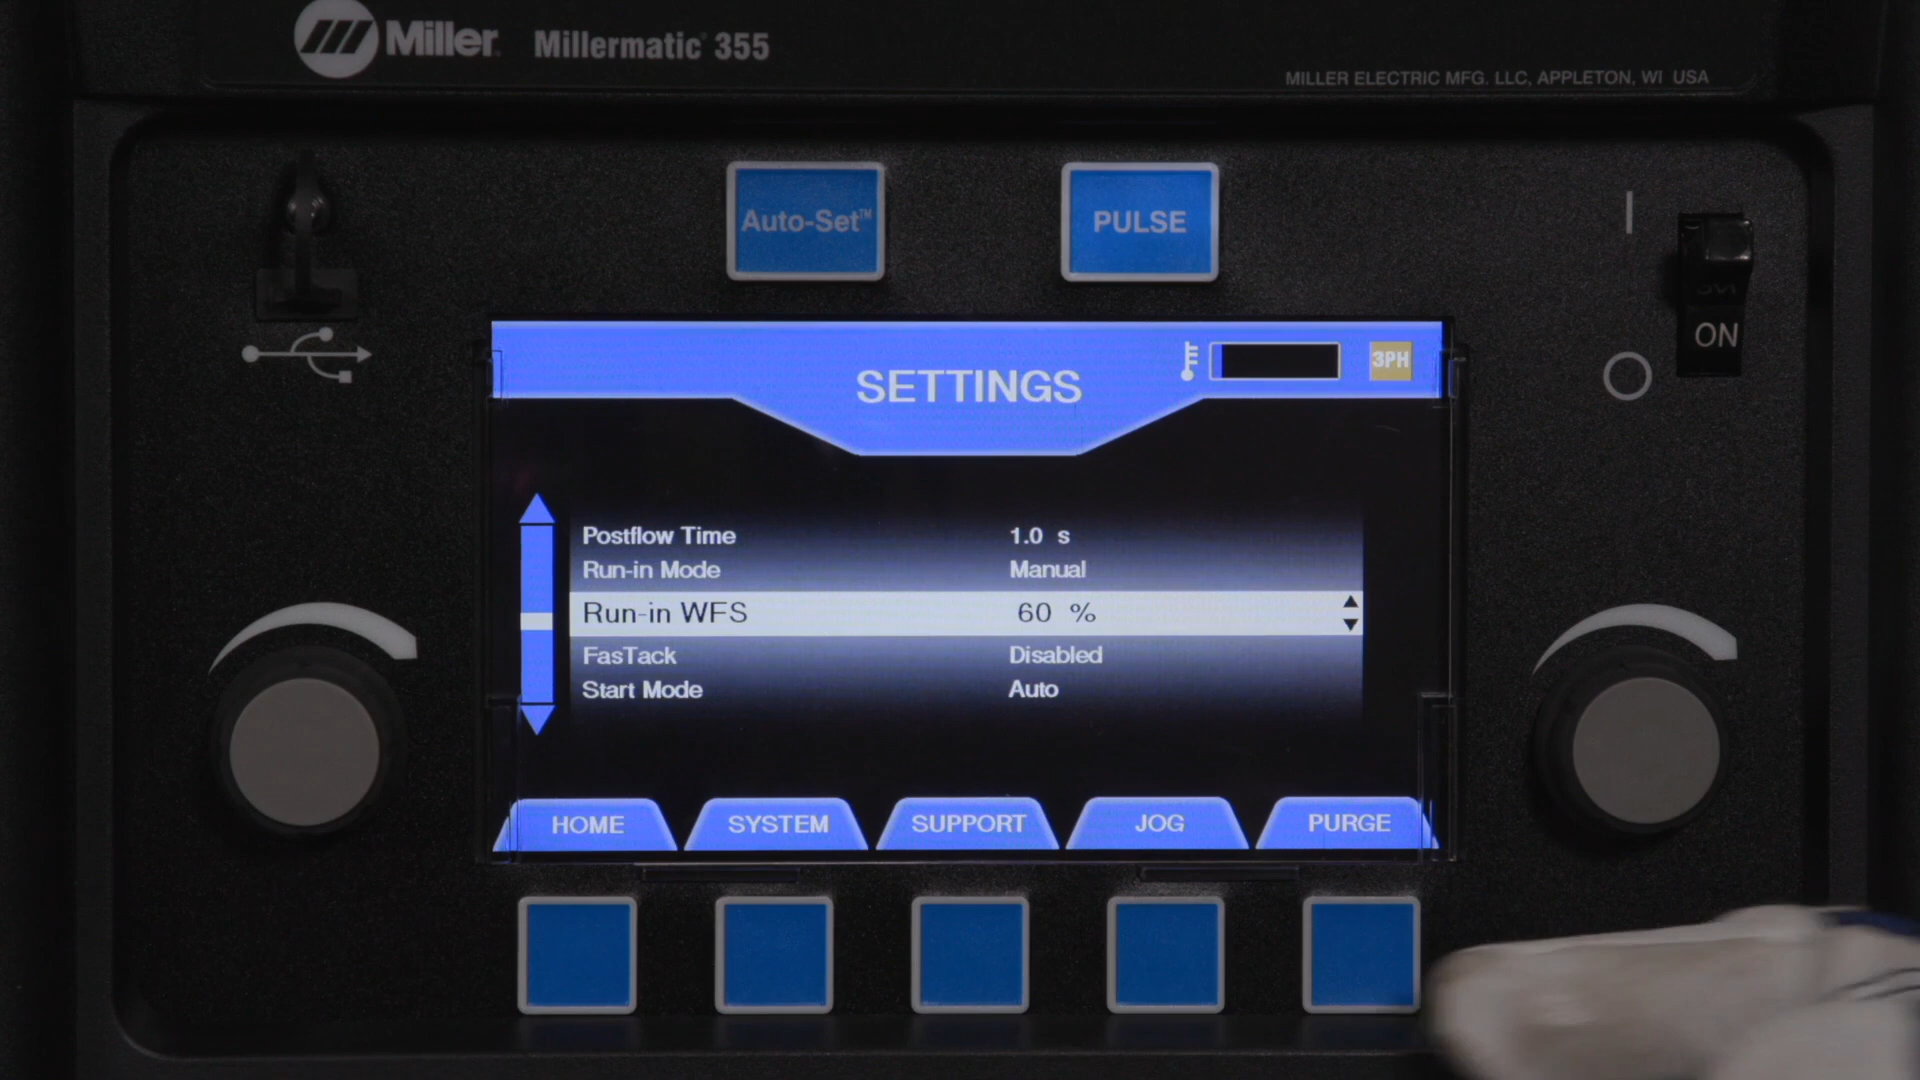 Miller Millermatic 355
MILLER ELECTRIC MFG. LLC, APPLETON, WI USA
Auto-Set™
PULSE
ON
SETTINGS
3PH
Postflow Time 1.0 s
Run-in Mode Manual
Run-in WFS 60 %
FasTack Disabled
Start Mode Auto
HOME SYSTEM SUPPORT JOG PURGE